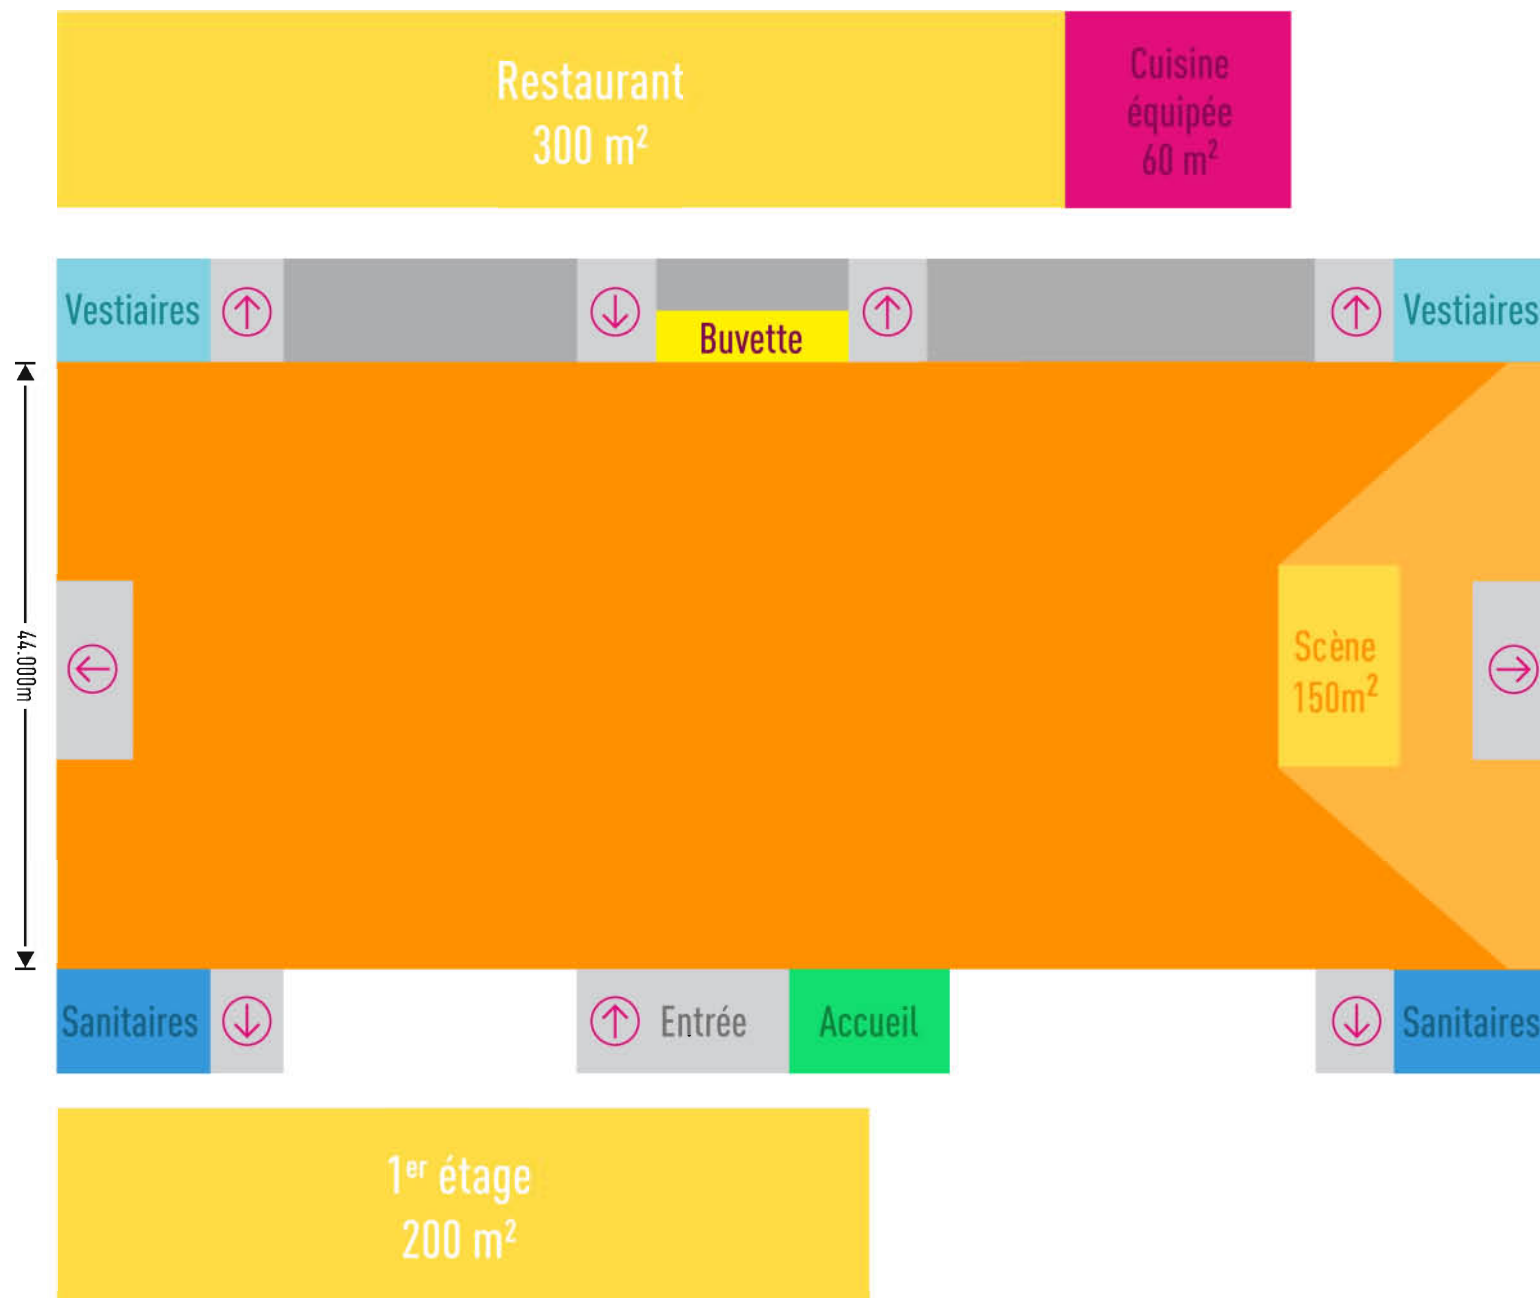 Restaurant
300 m²
Cuisine
équipée
60 m²
Vestiaires
Buvette
Vestiaires
44.000m
Scène
150m²
Sanitaires
Entrée
Accueil
Sanitaires
1er étage
200 m²